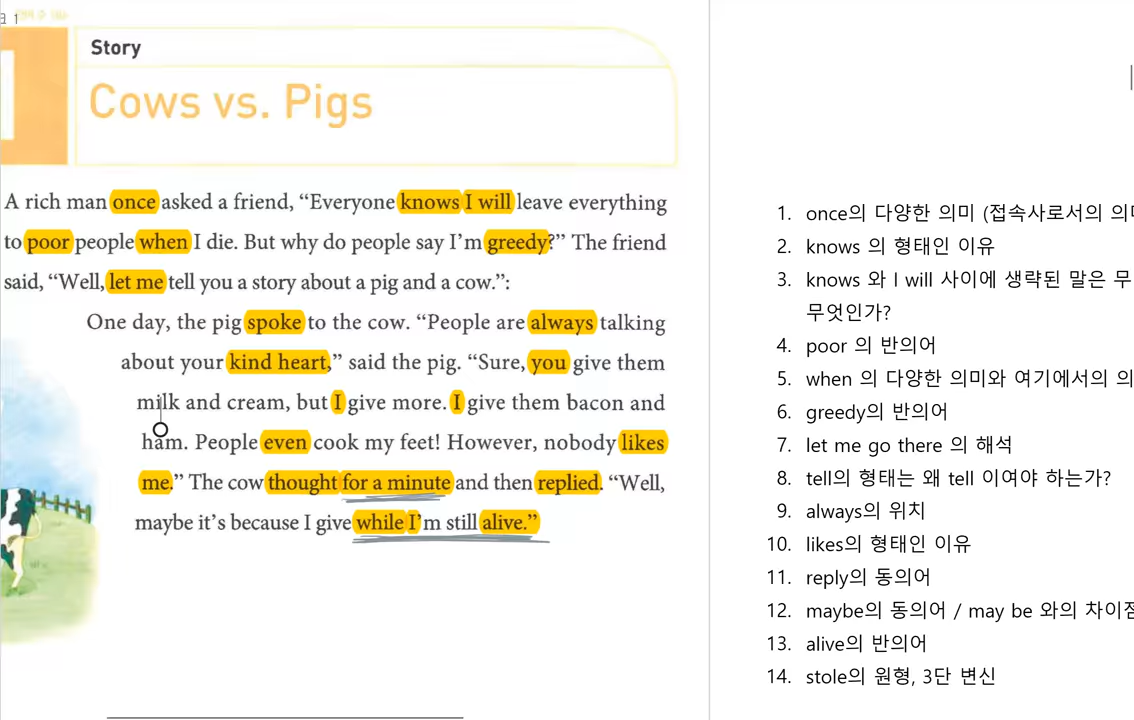 Story
Cows vs. Pigs
A rich man once asked a friend, “Everyone knows I will leave everything
to poor people when I die. But why do people say I’m greedy?” The friend
said, “Well, let me tell you a story about a pig and a cow.”:
One day, the pig spoke to the cow. “People are always talking
about your kind heart,” said the pig. “Sure, you give them
milk and cream, but I give more. I give them bacon and
ham. People even cook my feet! However, nobody likes
me.” The cow thought for a minute and then replied. “Well,
maybe it’s because I give while I’m still alive.”
1. once의 다양한 의미 (접속사로서의
2. knows 의 형태인 이유
3. knows 와 I will 사이에 생략된 말은
무엇인가?
4. poor 의 반의어
5. when 의 다양한 의미와 여기에서의
6. greedy의 반의어
7. let me go there 의 해석
8. tell의 형태는 왜 tell 이여야 하는가?
9. always의 위치
10. likes의 형태인 이유
11. reply의 동의어
12. maybe의 동의어 / may be 와의
13. alive의 반의어
14. stole의 원형, 3단 변신